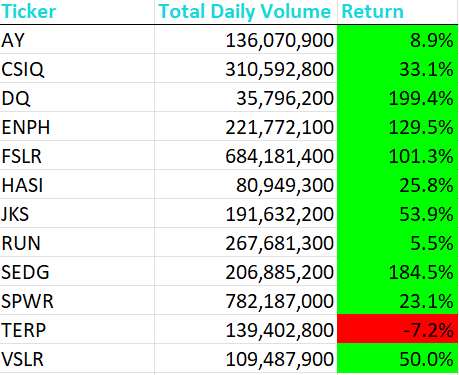 Ticker Total Daily Volume Return
AY 136,070,900 8.9%
CSIQ 310,592,800 33.1%
DQ 35,796,200 199.4%
ENPH 221,772,100 129.5%
FSLR 684,181,400 101.3%
HASI 80,949,300 25.8%
JKS 191,632,200 53.9%
RUN 267,681,300 5.5%
SEDG 206,885,200 184.5%
SPWR 782,187,000 23.1%
TERP 139,402,800 -7.2%
VSLR 109,487,900 50.0%